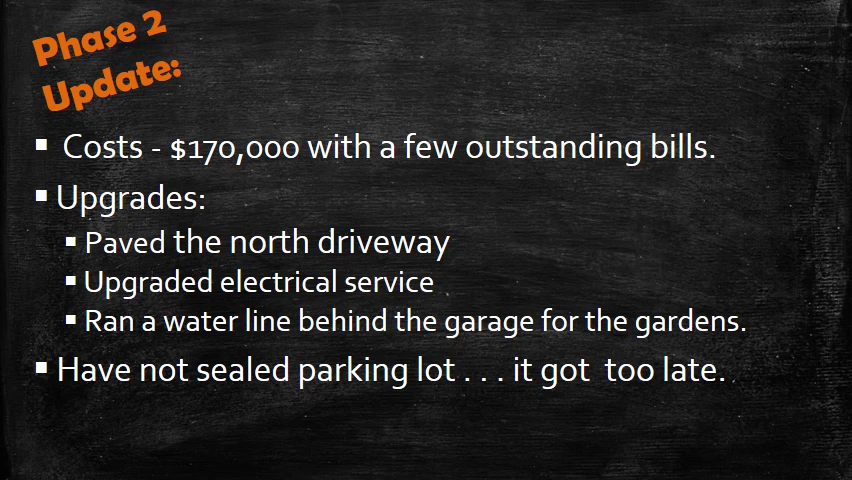 Phase 2
Update:
▪ Costs - $170,000 with a few outstanding bills.
▪ Upgrades:
▪ Paved the north driveway
▪ Upgraded electrical service
▪ Ran a water line behind the garage for the gardens.
▪ Have not sealed parking lot . . . it got  too late.